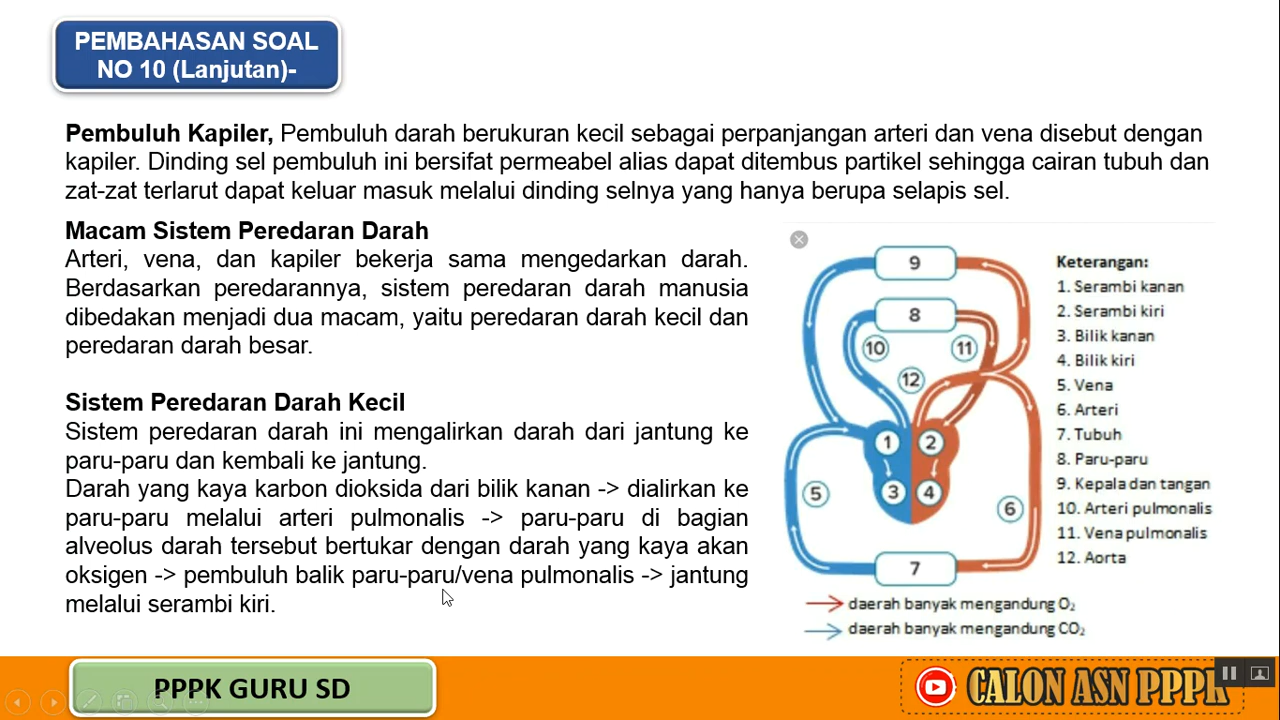 PEMBAHASAN SOAL
NO 10 (Lanjutan)-
Pembuluh Kapiler, Pembuluh darah berukuran kecil sebagai perpanjangan arteri dan vena disebut dengan
kapiler. Dinding sel pembuluh ini bersifat permeabel alias dapat ditembus partikel sehingga cairan tubuh dan
zat-zat terlarut dapat keluar masuk melalui dinding selnya yang hanya berupa selapis sel.
Macam Sistem Peredaran Darah
Arteri, vena, dan kapiler bekerja sama mengedarkan darah.
Berdasarkan peredarannya, sistem peredaran darah manusia
dibedakan menjadi dua macam, yaitu peredaran darah kecil dan
peredaran darah besar.
Sistem Peredaran Darah Kecil
Sistem peredaran darah ini mengalirkan darah dari jantung ke
paru-paru dan kembali ke jantung.
Darah yang kaya karbon dioksida dari bilik kanan -> dialirkan ke
paru-paru melalui arteri pulmonalis -> paru-paru di bagian
alveolus darah tersebut bertukar dengan darah yang kaya akan
oksigen -> pembuluh balik paru-paru/vena pulmonalis -> jantung
melalui serambi kiri.
9
8
10
11
12
1
2
3
4
5
6
7
Keterangan:
1. Serambi kanan
2. Serambi kiri
3. Bilik kanan
4. Bilik kiri
5. Vena
6. Arteri
7. Tubuh
8. Paru-paru
9. Kepala dan tangan
10. Arteri pulmonalis
11. Vena pulmonalis
12. Aorta
daerah banyak mengandung O₂
daerah banyak mengandung CO₂
PPPK GURU SD
CALON ASN PPPK